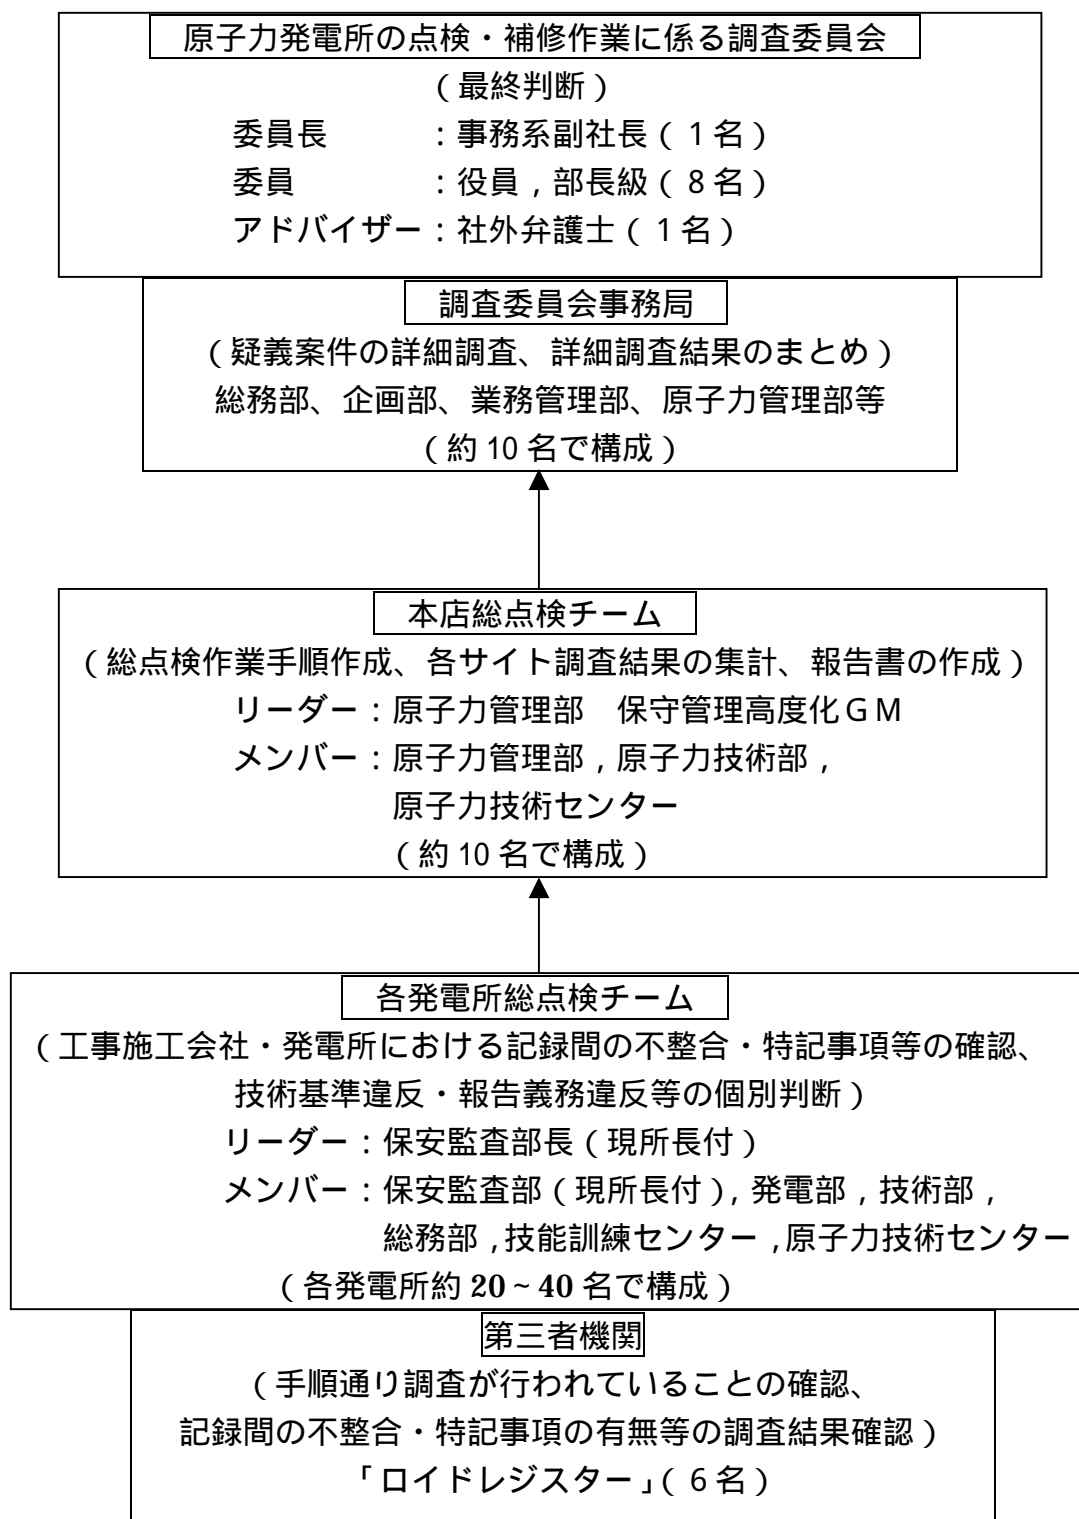 原子力発電所の点検・補修作業に係る調査委員会
(最終判断)
委員長 :事務系副社長(1名)
委員 :役員,部長級(8名)
アドバイザー:社外弁護士(1名)
調査委員会事務局
(疑義案件の詳細調査、詳細調査結果のまとめ)
総務部、企画部、業務管理部、原子力管理部等
(約10名で構成)
本店総点検チーム
(総点検作業手順作成、各サイト調査結果の集計、報告書の作成)
リーダー:原子力管理部 保守管理高度化GM
メンバー:原子力管理部,原子力技術部,
原子力技術センター
(約10名で構成)
各発電所総点検チーム
(工事施工会社・発電所における記録間の不整合・特記事項等の確認、
技術基準違反・報告義務違反等の個別判断)
リーダー:保安監査部長(現所長付)
メンバー:保安監査部(現所長付),発電部,技術部,
総務部,技能訓練センター,原子力技術センター
(各発電所約20~40名で構成)
第三者機関
(手順通り調査が行われていることの確認、
記録間の不整合・特記事項の有無等の調査結果確認)
「ロイドレジスター」(6名)